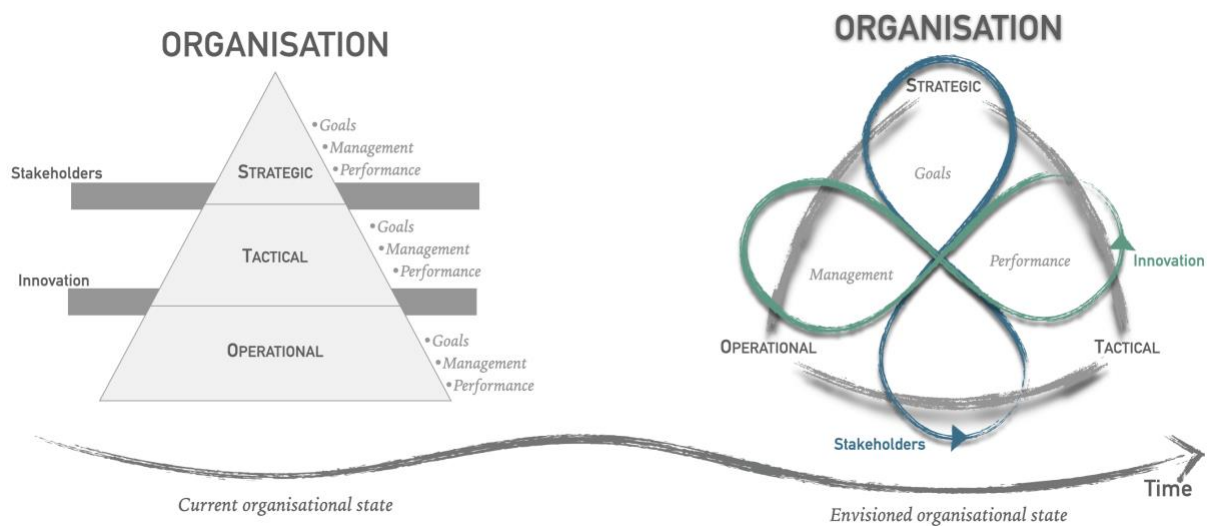 ORGANISATION
• Goals
• Management
• Performance
Stakeholders
STRATEGIC
• Goals
• Management
• Performance
TACTICAL
Innovation
• Goals
• Management
• Performance
OPERATIONAL
Current organisational state
ORGANISATION
STRATEGIC
Goals
Management
Performance
Innovation
OPERATIONAL
TACTICAL
Stakeholders
Time
Envisioned organisational state